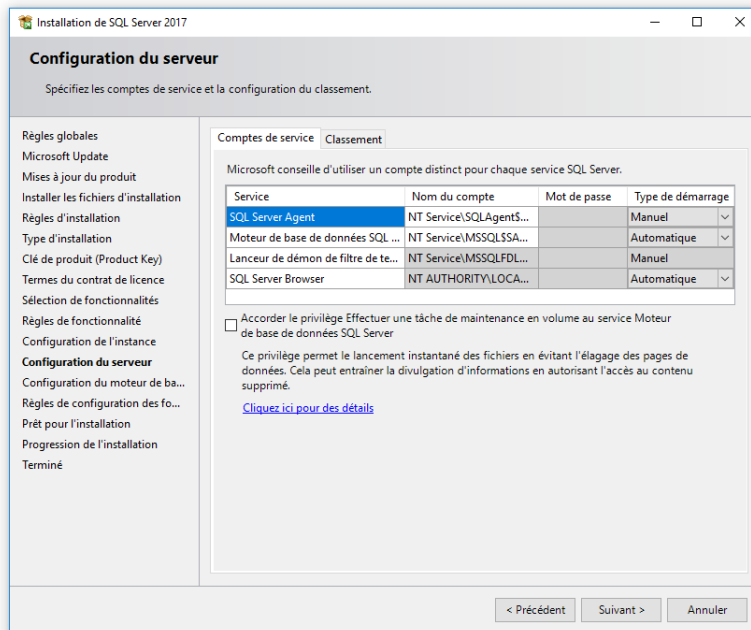 Installation de SQL Server 2017
Configuration du serveur
Spécifiez les comptes de service et la configuration du classement.
Règles globales
Microsoft Update
Mises à jour du produit
Installer les fichiers d'installation
Règles d'installation
Type d'installation
Clé de produit (Product Key)
Termes du contrat de licence
Sélection de fonctionnalités
Règles de fonctionnalité
Configuration de l'instance
Configuration du serveur
Configuration du moteur de ba...
Règles de configuration des fo...
Prêt pour l'installation
Progression de l'installation
Terminé
Comptes de service Classement
Microsoft conseille d'utiliser un compte distinct pour chaque service SQL Server.
Service Nom du compte Mot de passe Type de démarrage
SQL Server Agent NT Service\SQLAgent$... Manuel
Moteur de base de données SQL ... NT Service\MSSQL$SA... Automatique
Lanceur de démon de filtre de te... NT Service\MSSQLFDL... Manuel
SQL Server Browser NT AUTHORITY\LOCA... Automatique
Accorder le privilège Effectuer une tâche de maintenance en volume au service Moteur
de base de données SQL Server
Ce privilège permet le lancement instantané des fichiers en évitant l'élagage des pages de
données. Cela peut entraîner la divulgation d'informations en autorisant l'accès au contenu
supprimé.
Cliquez ici pour des détails
< Précédent Suivant > Annuler